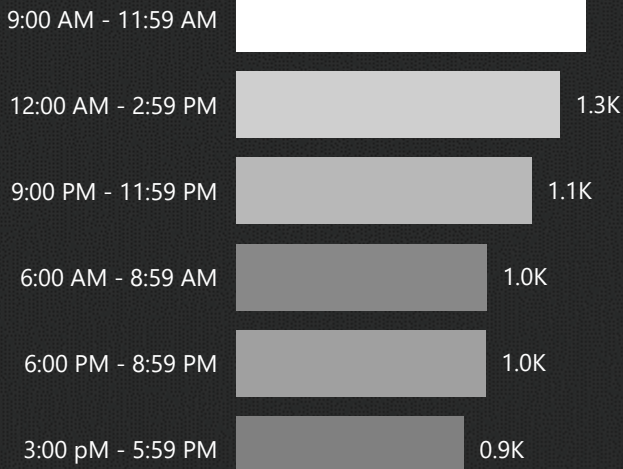 9:00 AM - 11:59 AM
12:00 AM - 2:59 PM 1.3K
9:00 PM - 11:59 PM 1.1K
6:00 AM - 8:59 AM 1.0K
6:00 PM - 8:59 PM 1.0K
3:00 pM - 5:59 PM 0.9K